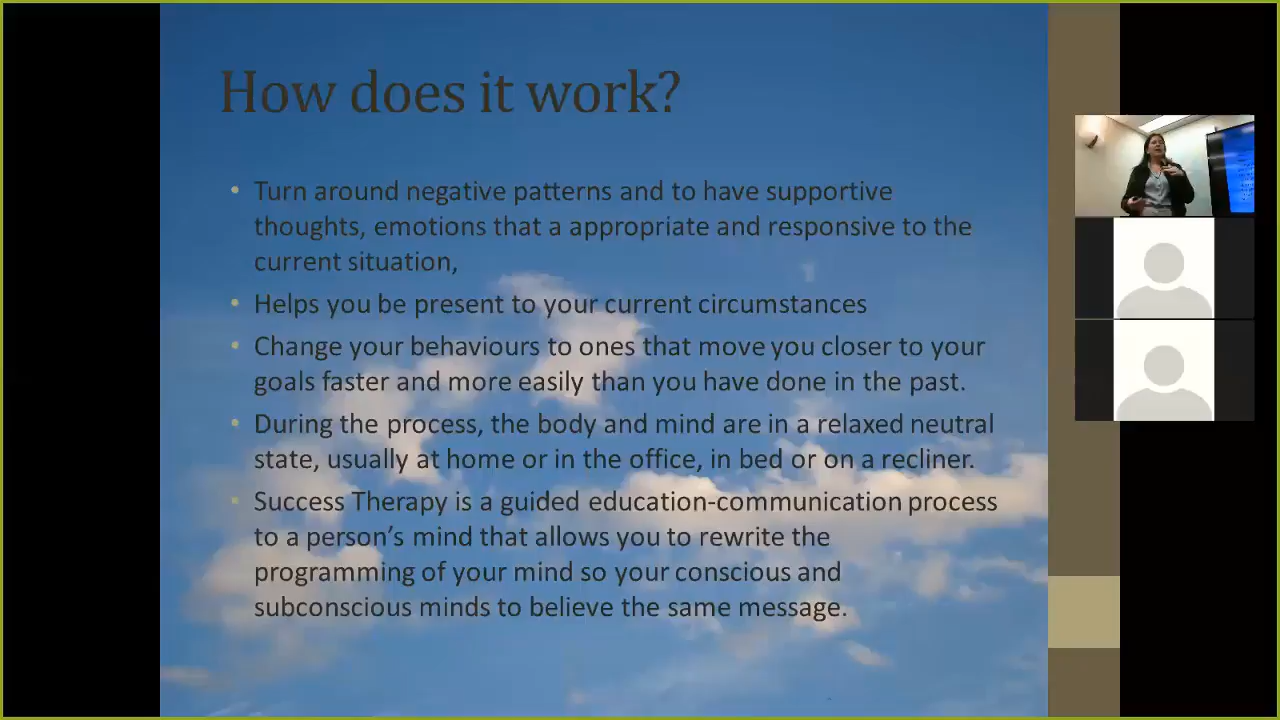 How does it work?
Turn around negative patterns and to have supportive
thoughts, emotions that a appropriate and responsive to the
current situation,
Helps you be present to your current circumstances
Change your behaviours to ones that move you closer to your
goals faster and more easily than you have done in the past.
During the process, the body and mind are in a relaxed neutral
state, usually at home or in the office, in bed or on a recliner.
Success Therapy is a guided education-communication process
to a person’s mind that allows you to rewrite the
programming of your mind so your conscious and
subconscious minds to believe the same message.